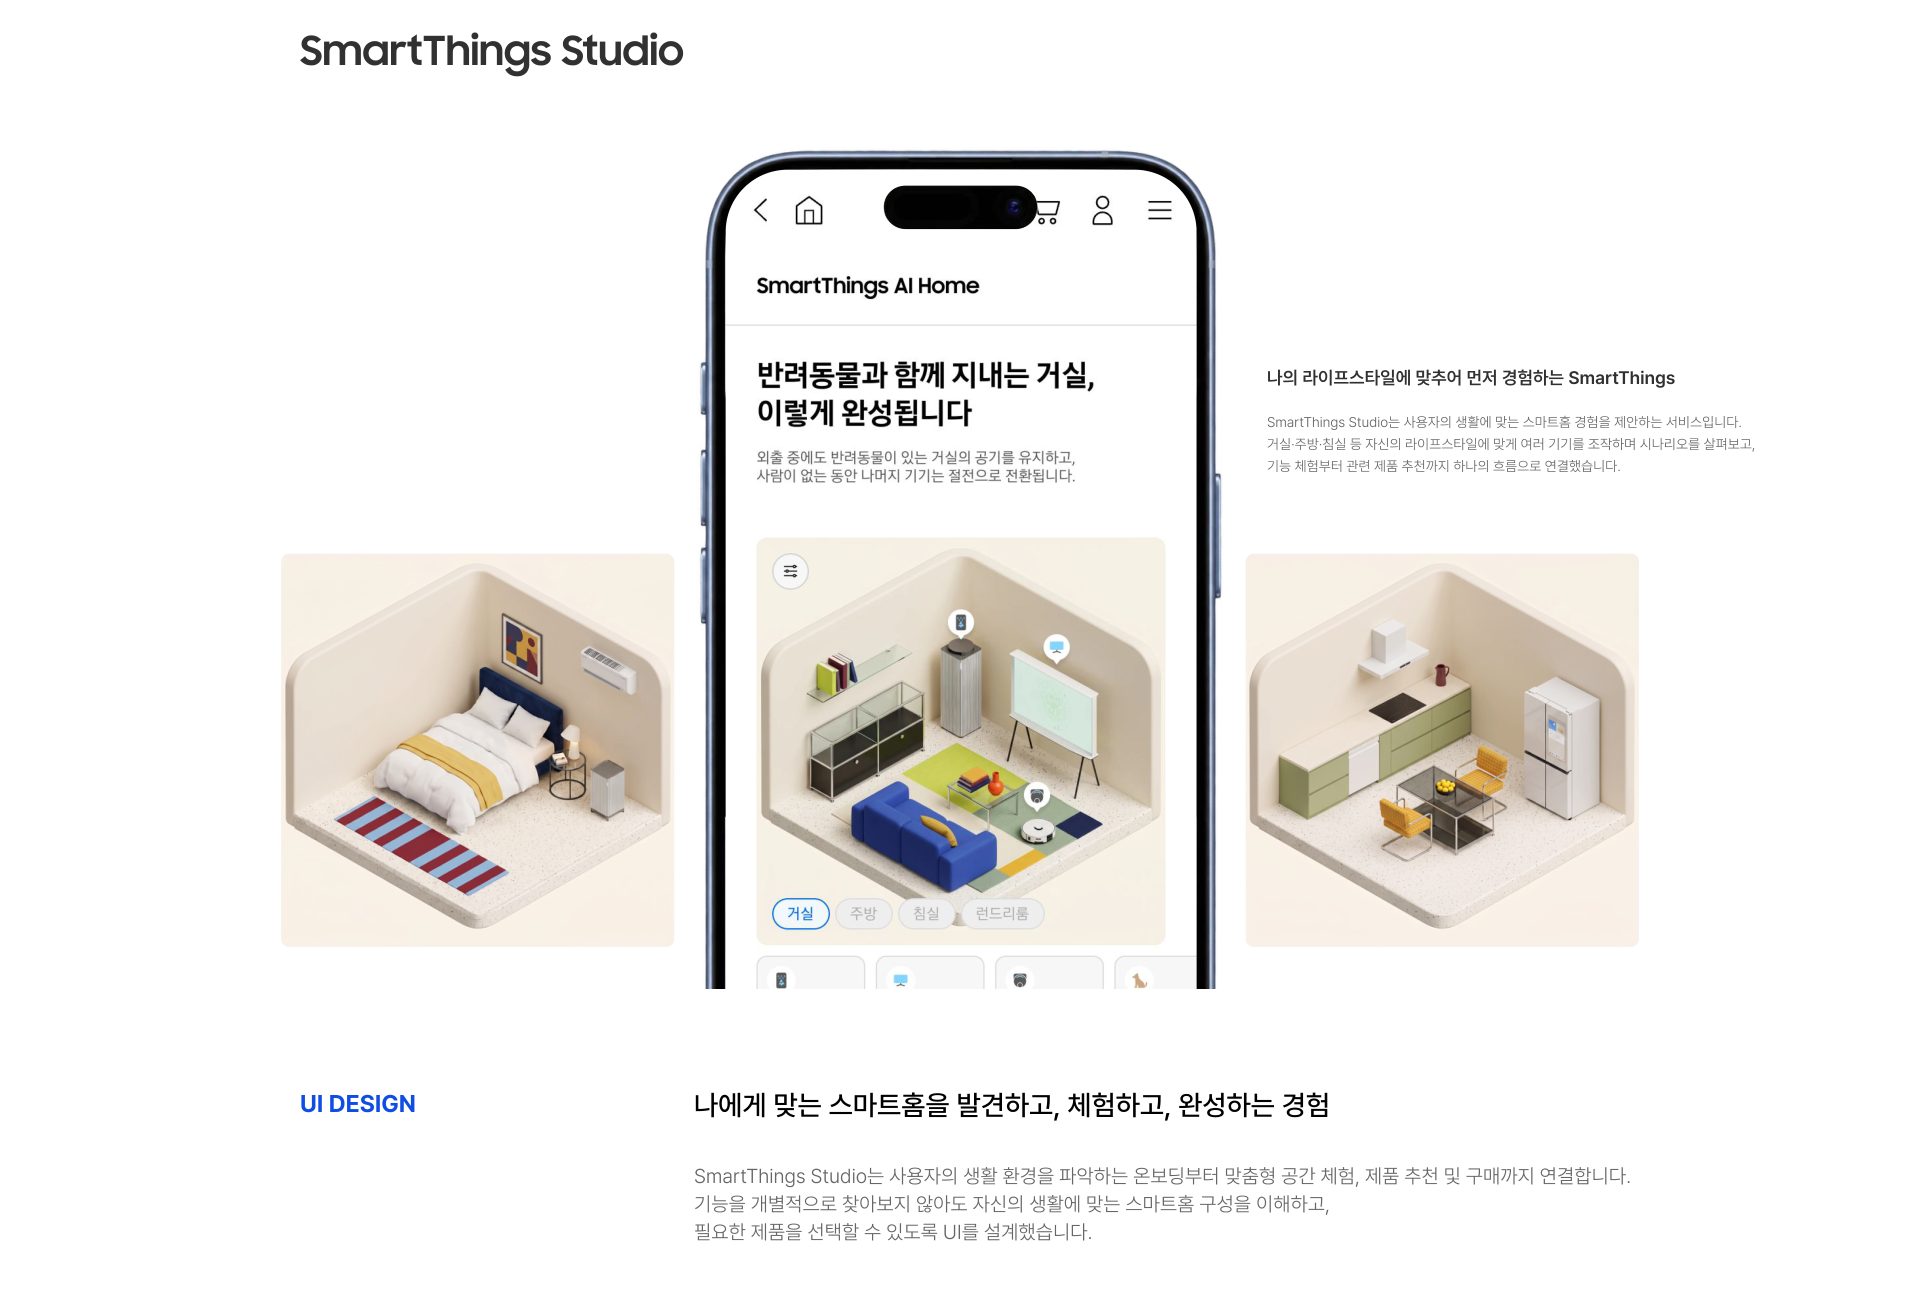 SmartThings Studio
SmartThings AI Home
반려동물과 함께 지내는 거실,
이렇게 완성됩니다
외출 중에도 반려동물이 있는 거실의 공기를 유지하고,
사람이 없는 동안 나머지 기기는 절전으로 전환됩니다.
거실
주방
침실
런드리룸
나의 라이프스타일에 맞추어 먼저 경험하는 SmartThings
SmartThings Studio는 사용자의 생활에 맞는 스마트홈 경험을 제안하는 서비스입니다.
거실·주방·침실 등 자신의 라이프스타일에 맞게 여러 기기를 조작하며 시나리오를 살펴보고,
기능 체험부터 관련 제품 추천까지 하나의 흐름으로 연결했습니다.
UI DESIGN
나에게 맞는 스마트홈을 발견하고, 체험하고, 완성하는 경험
SmartThings Studio는 사용자의 생활 환경을 파악하는 온보딩부터 맞춤형 공간 체험, 제품 추천 및 구매까지 연결합니다.
기능을 개별적으로 찾아보지 않아도 자신의 생활에 맞는 스마트홈 구성을 이해하고,
필요한 제품을 선택할 수 있도록 UI를 설계했습니다.